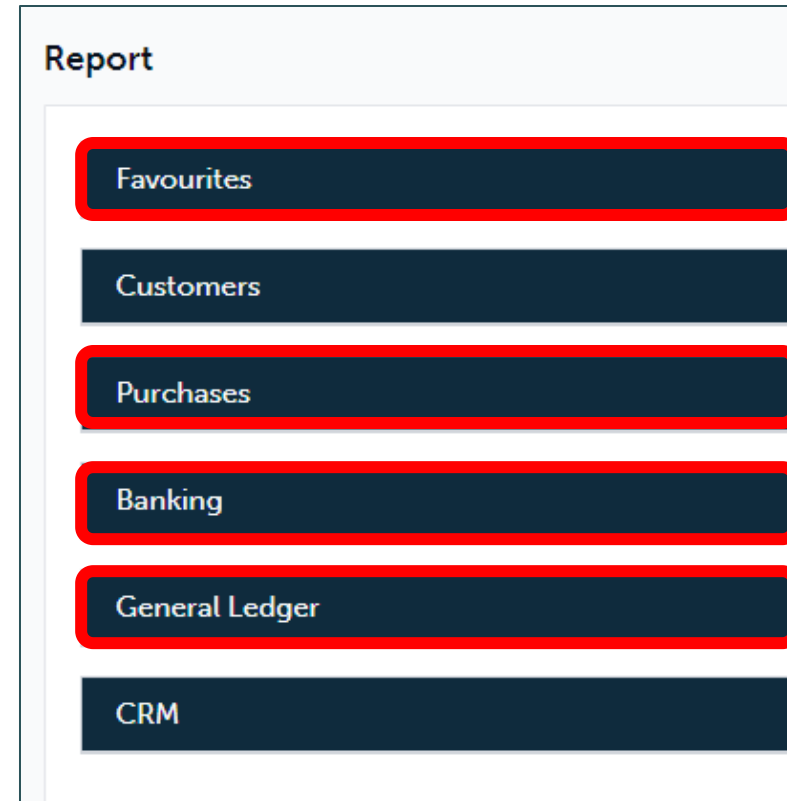 Report
Favourites
Customers
Purchases
Banking
General Ledger
CRM